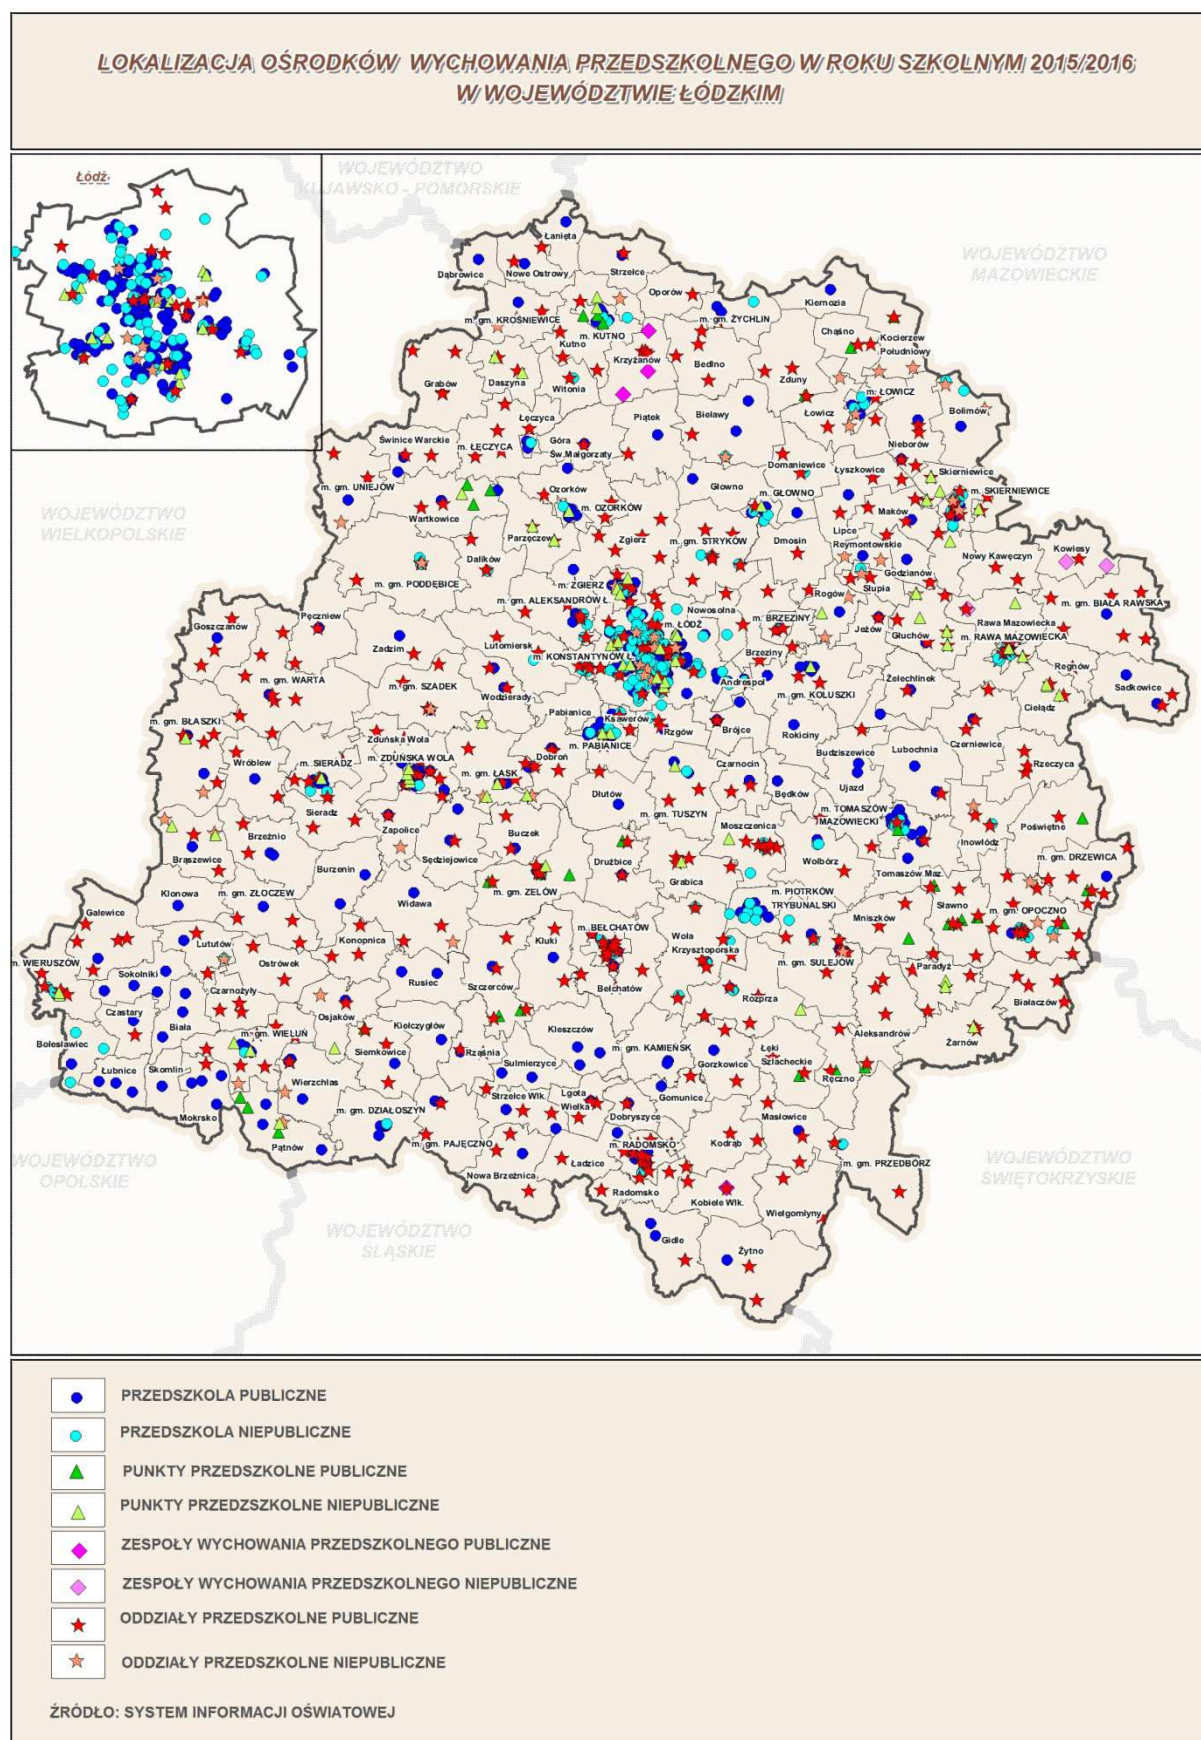 LOKALIZACJA OŚRODKÓW WYCHOWANIA PRZEDSZKOLNEGO W ROKU SZKOLNYM 2015/2016
W WOJEWÓDZTWIE ŁÓDZKIM
Łódź
WOJEWÓDZTWO
KUJAWSKO - POMORSKIE
WOJEWÓDZTWO
MAZOWIECKIE
Łanięta
Dąbrowice
Nowe Ostrowy
Strzelce
Oporów
Kiernozia
m. gm. KROŚNIEWICE
m. KUTNO
m. gm. ŻYCHLIN
Chąśno
Kocierzew
Południowy
Kutno
Krzyżanów
Bedlno
Zduny
m. ŁOWICZ
Grabów
Daszyna
Witonia
Łęczyca
Piątek
Bielawy
Łowicz
Bolimów
Nieborów
Świnice Warckie
m. ŁĘCZYCA
Góra
Św.Małgorzaty
Domaniewice
Łyszkowice
Skierniewice
m. gm. UNIEJÓW
Ozorków
Głowno
m. GŁOWNO
m. SKIERNIEWICE
Maków
WOJEWÓDZTWO
WIELKOPOLSKIE
Wartkowice
m. OZORKÓW
Parzęczew
Zgierz
m. gm. STRYKÓW
Dmosin
Lipce
Reymontowskie
Nowy Kawęczyn
Kowiesy
Dalików
Godzianów
m. gm. PODDĘBICE
m. ZGIERZ
Słupia
Rogów
m. gm. ALEKSANDRÓW Ł.
Nowosolna
m. BRZEZINY
m. gm. BIAŁA RAWSKA
Pęczniew
Goszczanów
m. ŁÓDŹ
Jeżów
Głuchów
Rawa Mazowiecka
m. RAWA MAZOWIECKA
Zadzim
Lutomiersk
m. KONSTANTYNÓW Ł.
Brzeziny
Regnów
m. gm. WARTA
m. gm. SZADEK
Wodzierady
Andrespol
m. gm. KOLUSZKI
Żelechlinek
Sadkowice
Cielądz
Pabianice
Ksawerów
m. gm. BŁASZKI
Rzgów
Brójce
Rokiciny
Zduńska Wola
m. PABIANICE
Budziszewice
Lubochnia
Czerniewice
Wróblew
m. SIERADZ
m. ZDUŃSKA WOLA
Dobroń
m. gm. ŁASK
Czarnocin
Będków
Ujazd
Rzeczyca
Sieradz
Dłutów
m. gm. TUSZYN
m. TOMASZÓW
MAZOWIECKI
Zapolice
Buczek
Moszczenica
Poświętne
Brzeźnio
Sędziejowice
Inowłódz
Brąszewice
Wolbórz
Drużbice
Burzenin
Tomaszów Maz.
m. gm. DRZEWICA
Klonowa
m. gm. ZŁOCZEW
m. gm. ZELÓW
Grabica
m. PIOTRKÓW
TRYBUNALSKI
Widawa
Sławno
m. gm. OPOCZNO
Galewice
Mniszków
Lututów
Konopnica
m. BEŁCHATÓW
Kluki
Wola
Krzysztoporska
m. WIERUSZÓW
Ostrówek
m. gm. SULEJÓW
Paradyż
Sokolniki
Rusiec
Czarnożyły
Szczerców
Bełchatów
Rozprza
Białaczów
Czastary
Osjaków
Biała
Kiełczygłów
Kleszczów
Aleksandrów
Bolesławiec
m. gm. WIELUŃ
Żarnów
Siemkowice
Rząśnia
m. gm. KAMIEŃSK
Łęki
Szlacheckie
Łubnice
Skomlin
Sulmierzyce
Gorzkowice
Ręczno
Wierzchlas
Gomunice
Strzelce Wlk.
Lgota
Wielka
Mokrsko
m. gm. DZIAŁOSZYN
Dobryszyce
Masłowice
m. gm. PAJĘCZNO
m. RADOMSKO
Kodrąb
Pątnów
Ładzice
m. gm. PRZEDBÓRZ
WOJEWÓDZTWO
OPOLSKIE
Nowa Brzeźnica
WOJEWÓDZTWO
ŚWIĘTOKRZYSKIE
Radomsko
Kobiele Wlk.
Wielgomłyny
WOJEWÓDZTWO
ŚLĄSKIE
Gidle
Żytno
PRZEDSZKOLA PUBLICZNE
PRZEDSZKOLA NIEPUBLICZNE
PUNKTY PRZEDSZKOLNE PUBLICZNE
PUNKTY PRZEDZSZKOLNE NIEPUBLICZNE
ZESPOŁY WYCHOWANIA PRZEDSZKOLNEGO PUBLICZNE
ZESPOŁY WYCHOWANIA PRZEDSZKOLNEGO NIEPUBLICZNE
ODDZIAŁY PRZEDSZKOLNE PUBLICZNE
ODDZIAŁY PRZEDSZKOLNE NIEPUBLICZNE
ŹRÓDŁO: SYSTEM INFORMACJI OŚWIATOWEJ